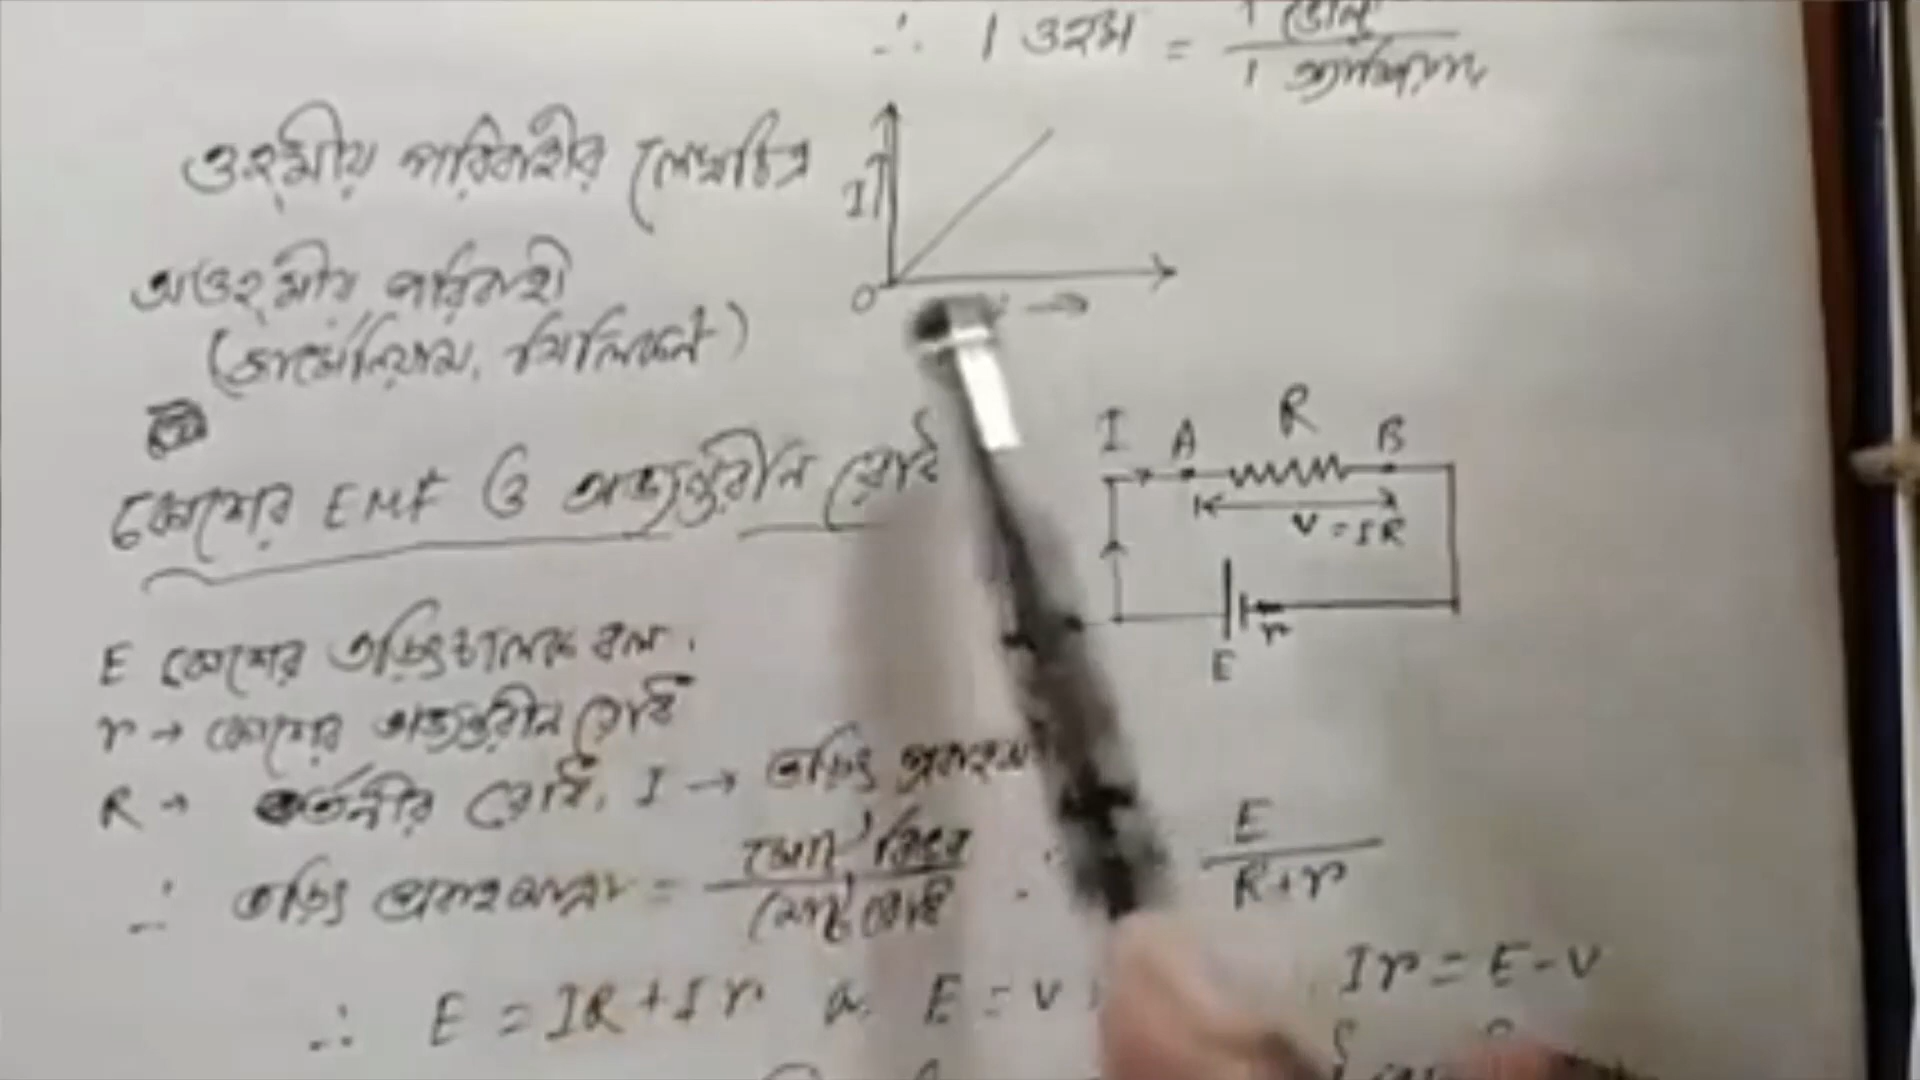 ∴ 1 ওহম = 1 ভোল্ট / 1 অ্যাম্পিয়ার
ওহমীয় পরিবাহীর লেখচিত্র
I
O
অওহমীয় পরিবাহী
(জার্মেনিয়াম, সিলিকন)
কোশের EMF ও অভ্যন্তরীন রোধ
I A R B
V = IR
E r
E কোশের তড়িৎচালক বল.
r → কোশের অভ্যন্তরীন রোধ
R → বর্তনীর রোধ, I → তড়িৎ প্রবাহমা
∴ তড়িৎ প্রবাহমাত্রা = মোট / মোট রোধ E / R+r
∴ E = IR + Ir E = V Ir = E - V